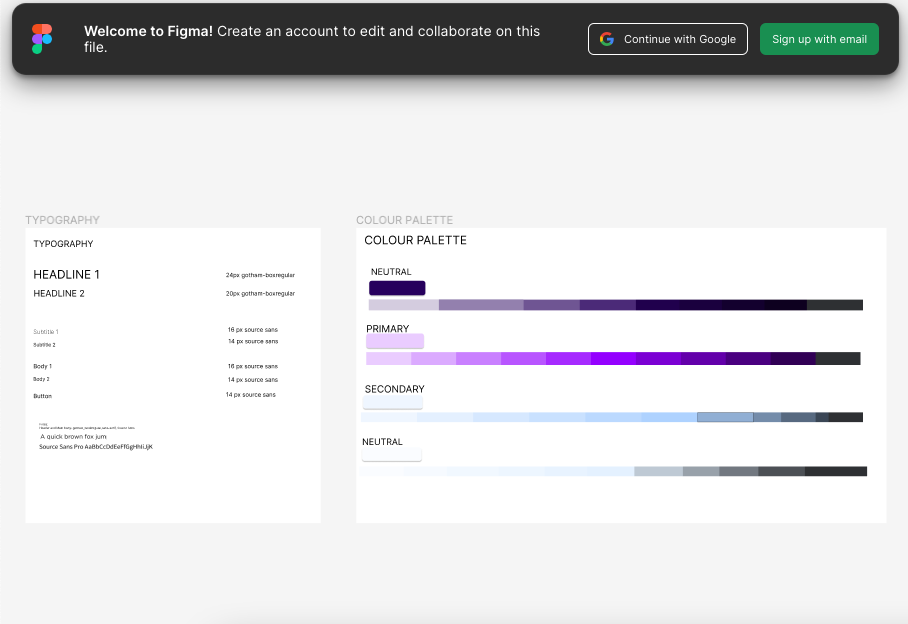 Welcome to Figma! Create an account to edit and collaborate on this
file.
Continue with Google
Sign up with email
TYPOGRAPHY
TYPOGRAPHY
HEADLINE 1
24px gotham-boxregular
HEADLINE 2
20px gotham-boxregular
Subtitle 1
16 px source sans
Subtitle 2
14 px source sans
Body 1
16 px source sans
Body 2
14 px source sans
Button
14 px source sans
A quick brown fox jum
Source Sans Pro AaBbCcDdEeFfGgHhIiJjK
COLOUR PALETTE
COLOUR PALETTE
NEUTRAL
PRIMARY
SECONDARY
NEUTRAL